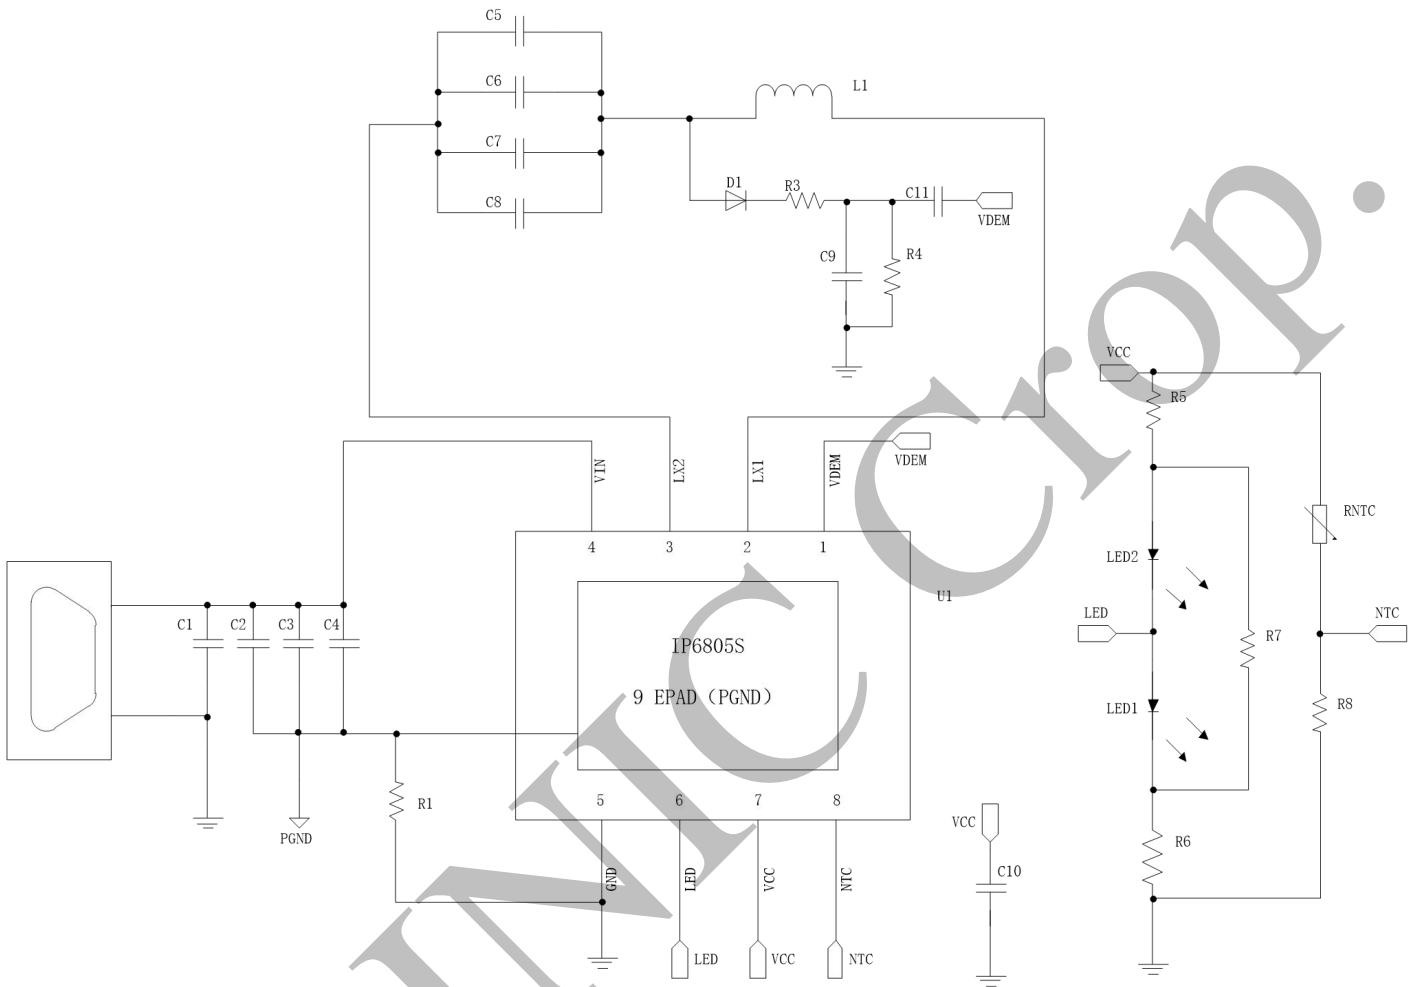 C5
C6
C7
C8
L1
D1
R3
C11
VDEM
C9
R4
VCC
R5
VIN
LX2
LX1
VDEM
VDEM
4
3
2
1
RNTC
LED2
U1
LED
NTC
C1
C2
C3
C4
IP6805S
R7
9 EPAD (PGND)
LED1
R8
5
6
7
8
R1
PGND
VCC
R6
C10
GND
LED
VCC
NTC
LED
VCC
NTC
INIC Crop.